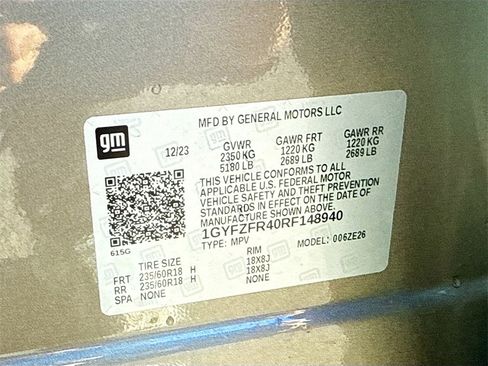 MFD BY GENERAL MOTORS LLC
gm
12/23 GVWR GAWR FRT GAWR RR
2350 KG 1220 KG 1220 KG
5180 LB 2689 LB 2689 LB
THIS VEHICLE CONFORMS TO ALL
APPLICABLE U.S. FEDERAL MOTOR
VEHICLE SAFETY AND THEFT PREVENTION
STANDARDS IN EFFECT ON THE DATE OF
MANUFACTURE SHOWN ABOVE.
1GYFZFR40RF148940
615G TYPE: MPV MODEL: 006ZE26
TIRE SIZE RIM
FRT 235/60R18 H 18X8J
RR 235/60R18 H 18X8J
SPA NONE NONE